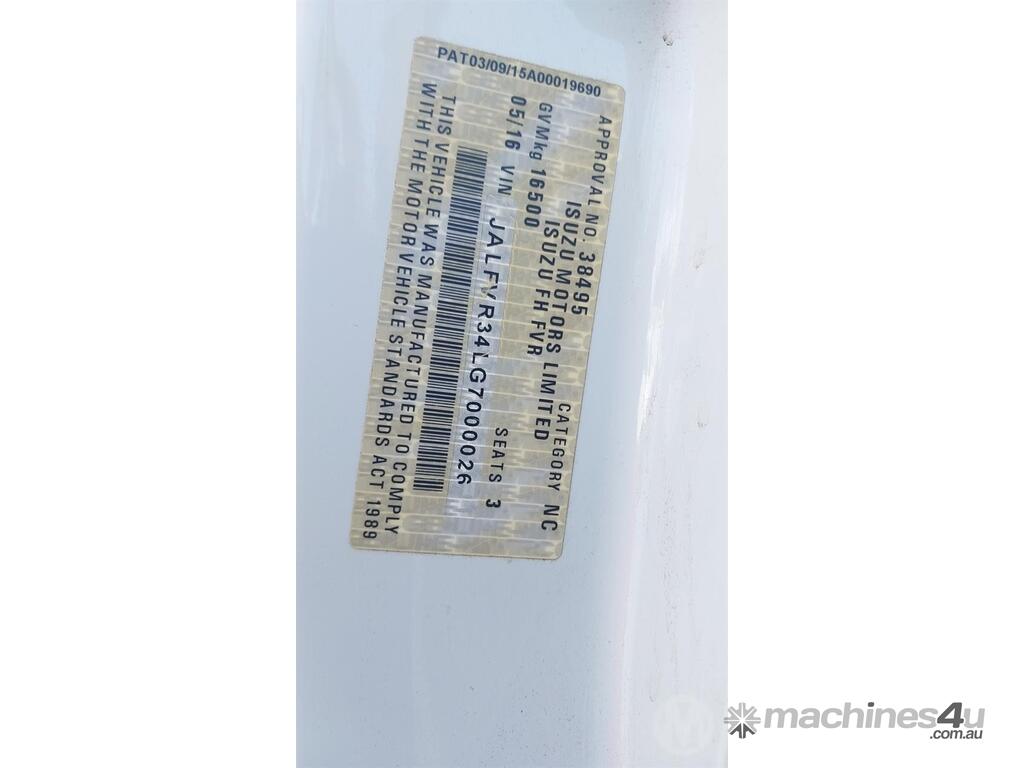 PAT03/09/15A00019690
APPROVAL NO. 38495 CATEGORY NC
ISUZU MOTORS LIMITED
ISUZU FH FVR
GVMkg 16500
05/16 VIN JALFVR34LG7000026 SEATS 3
THIS VEHICLE WAS MANUFACTURED TO COMPLY
WITH THE MOTOR VEHICLE STANDARDS ACT 1989
machines4u
.com.au